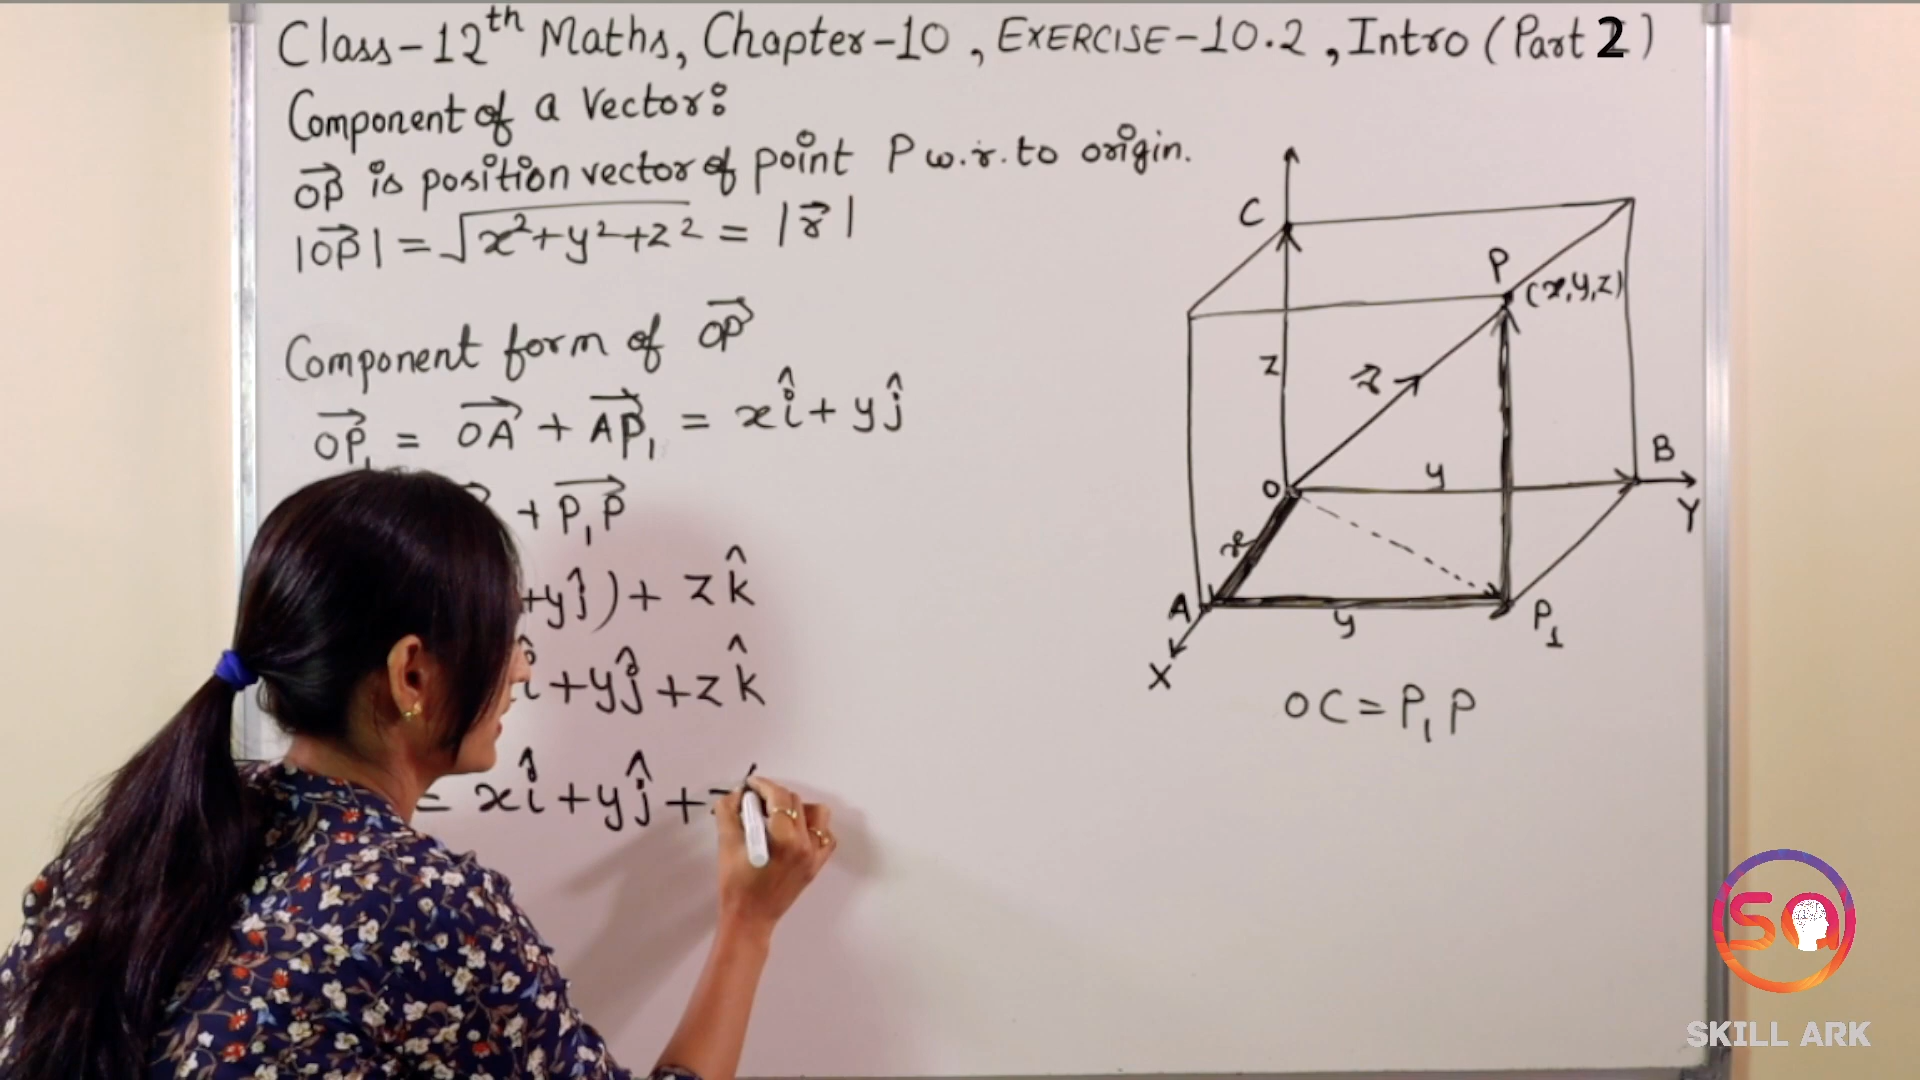 Class-12th Maths, Chapter-10, EXERCISE-10.2, Intro (Part 2)
Component of a Vector:
OP⃗ is position vector of point P w.r.to origin.
|OP⃗| = √x²+y²+z² = |r⃗|
Component form of OP⃗
OP₁⃗ = OA⃗ + AP₁⃗ = xî + yĵ
+ P₁P⃗
+yĵ) + zk̂
î + yĵ + zk̂
= xî + yĵ + z
C
P
(x,y,z)
z
r⃗
B
O
y
Y
x
A
y
P₁
X
OC = P₁P
SA
SKILL ARK